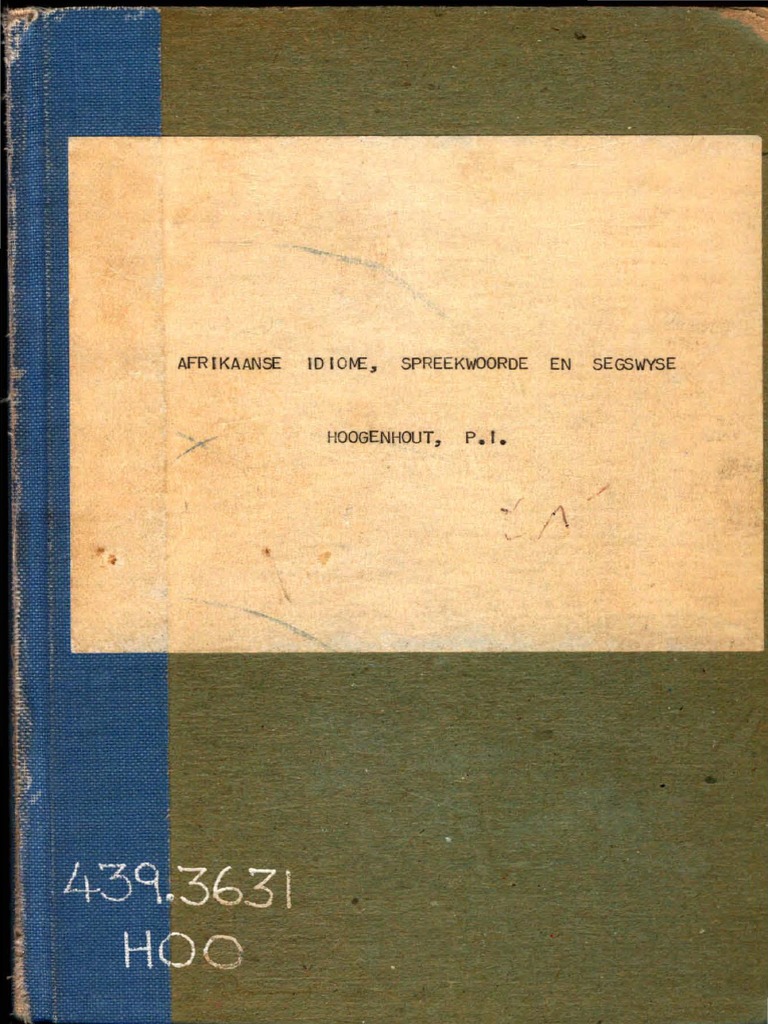 AFRIKAANSE IDIOME, SPREEKWOORDE EN SEGSWYSE
HOOGENHOUT, P.I.
439.3631
HOO